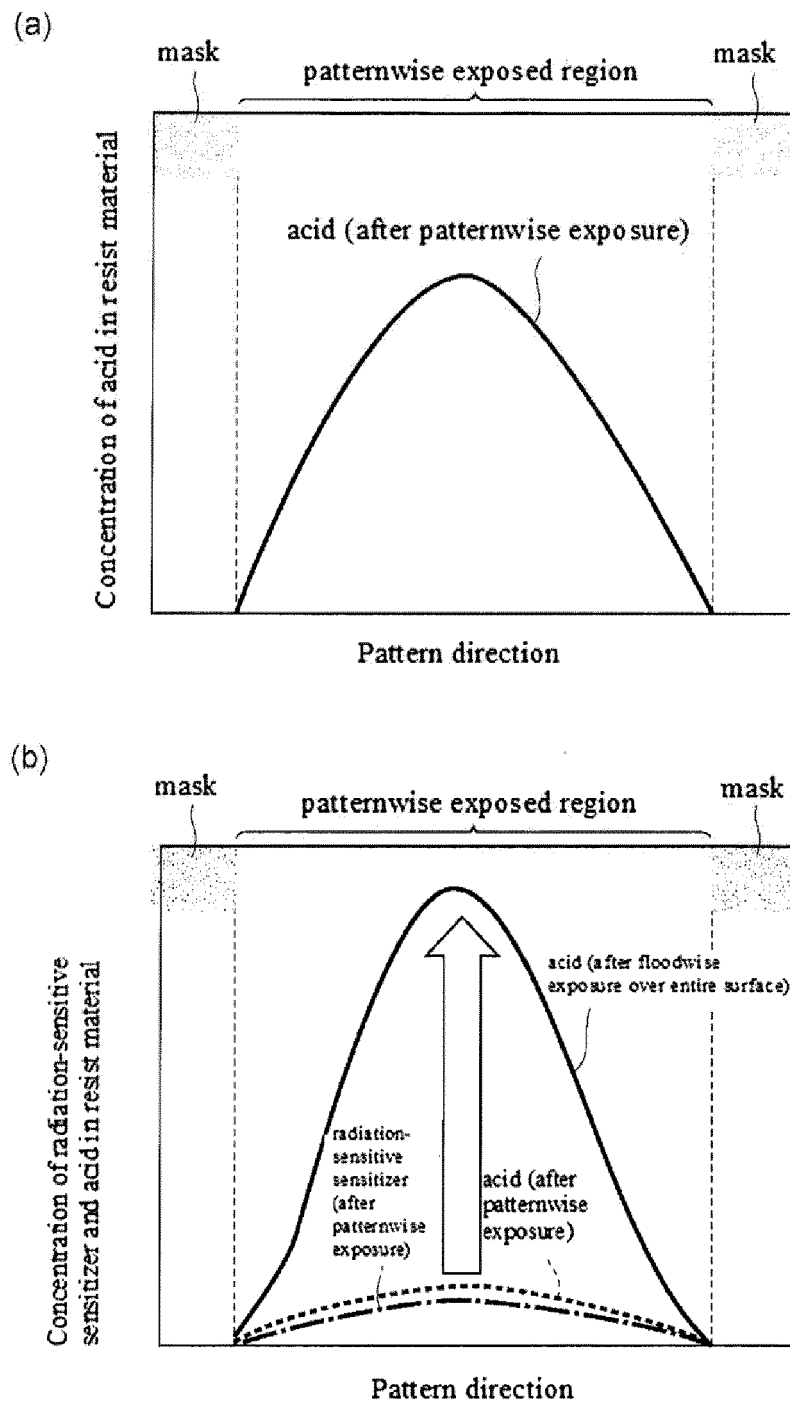 (a)
mask
mask
patternwise exposed region
Concentration of acid in resist material
acid (after patternwise exposure)
Pattern direction
(b)
mask
mask
patternwise exposed region
Concentration of radiation-sensitive
sensitizer and acid in resist material
acid (after floodwise
exposure over entire surface)
radiation-
sensitive
sensitizer
(after
patternwise
exposure)
acid (after
patternwise
exposure)
Pattern direction